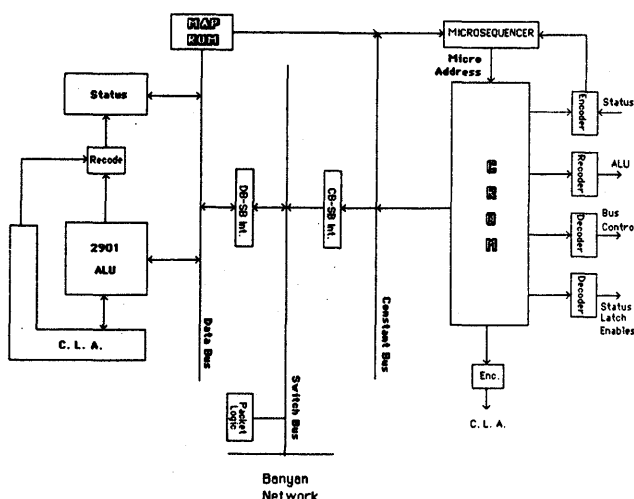 MAP
ROM
MICROSEQUENCER
Micro
Address
Status
Encoder
Status
Recode
Recoder
ALU
DB-SB Int.
CB-SB Int.
2901
ALU
Decoder
Bus
Contro
Decoder
Status
Latch
Enables
C. L. A.
Data Bus
Switch Bus
Constant Bus
Packet
Logic
Enc.
C. L. A.
Banyan
Network